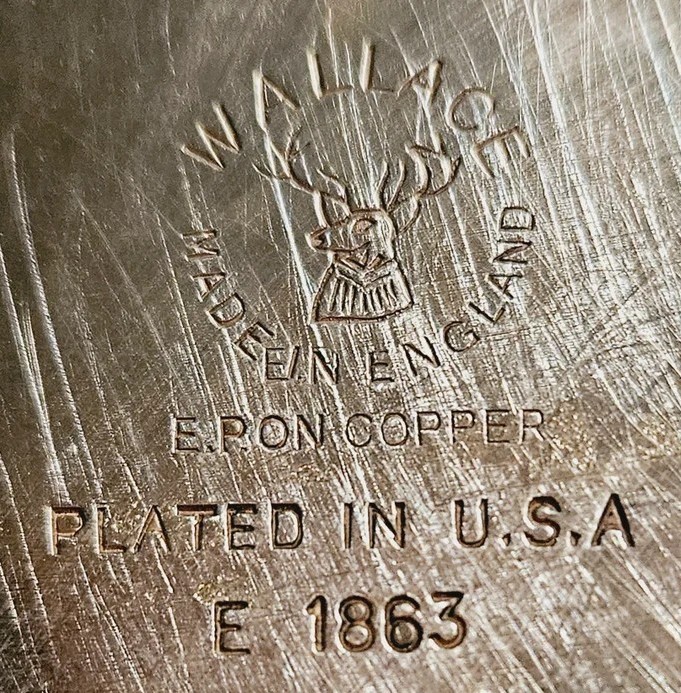 WALLACE
MADE IN ENGLAND
E.P. ON COPPER
PLATED IN U.S.A
E 1863